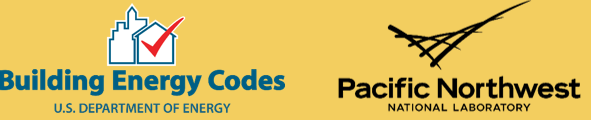 Building Energy Codes
U.S. DEPARTMENT OF ENERGY
Pacific Northwest
NATIONAL LABORATORY